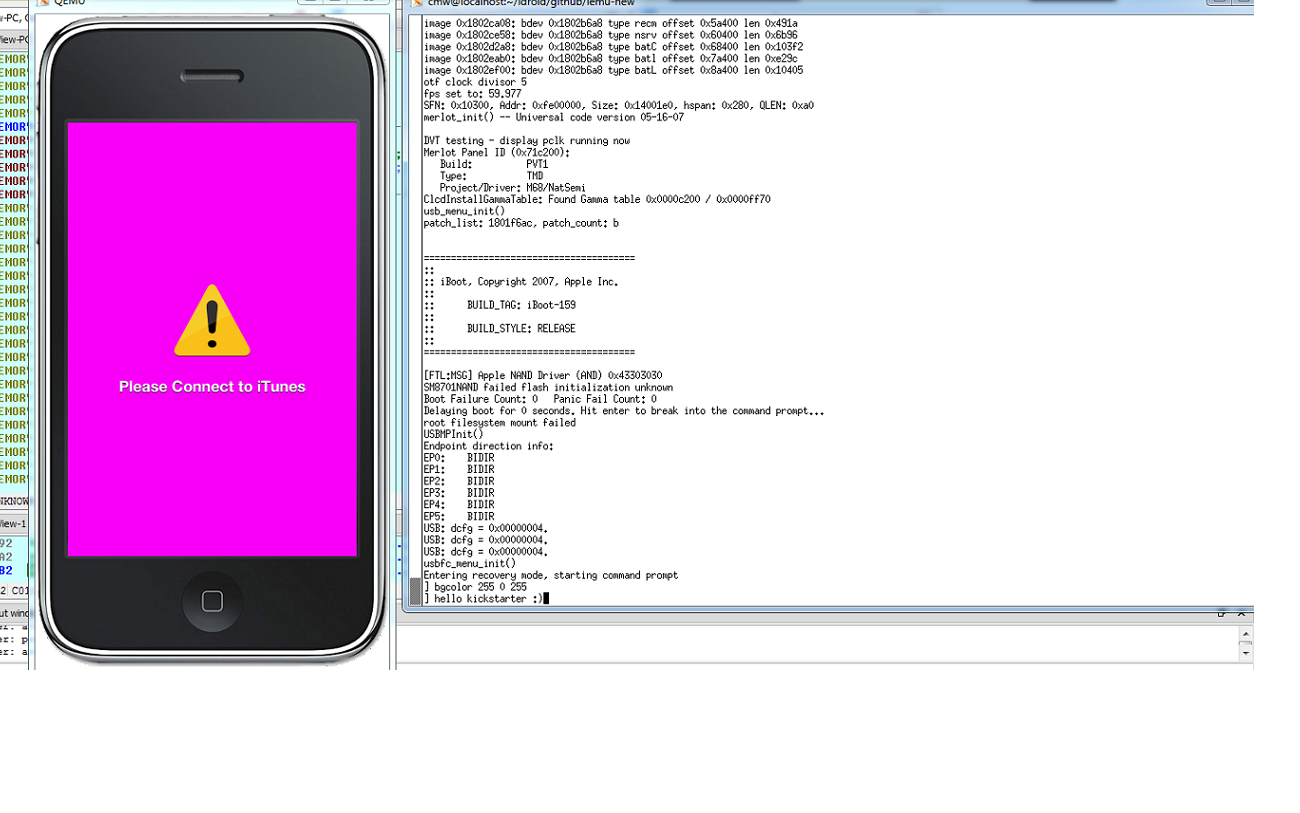 QEMU
cmw@localhost:~/idroid/github/iemu-new
image 0x1802ca08: bdev 0x1802b6a8 type recm offset 0x5a400 len 0x491a
image 0x1802ce58: bdev 0x1802b6a8 type nsrv offset 0x60400 len 0x6b96
image 0x1802d2a8: bdev 0x1802b6a8 type batC offset 0x68400 len 0x103f2
image 0x1802eab0: bdev 0x1802b6a8 type batl offset 0x7a400 len 0xe29c
image 0x1802ef00: bdev 0x1802b6a8 type batL offset 0x8a400 len 0x10405
otf clock divisor 5
fps set to: 59.977
SFN: 0x10300, Addr: 0xfe00000, Size: 0x14001e0, hspan: 0x280, QLEN: 0xa0
merlot_init() -- Universal code version 05-16-07
DVT testing - display pclk running now
Merlot Panel ID (0x71c200):
Build: PVT1
Type: TMD
Project/Driver: M68/NatSemi
ClcdInstallGammaTable: Found Gamma table 0x0000c200 / 0x0000ff70
usb_menu_init()
patch_list: 1801f6ac, patch_count: b
=======================================
::
:: iBoot, Copyright 2007, Apple Inc.
::
:: BUILD_TAG: iBoot-159
::
:: BUILD_STYLE: RELEASE
::
=======================================
[FTL:MSG] Apple NAND Driver (AND) 0x43303030
SM8701NAND failed flash initialization unknown
Boot Failure Count: 0 Panic Fail Count: 0
Delaying boot for 0 seconds. Hit enter to break into the command prompt...
root filesystem mount failed
USBMPInit()
Endpoint direction info:
EP0: BIDIR
EP1: BIDIR
EP2: BIDIR
EP3: BIDIR
EP4: BIDIR
EP5: BIDIR
USB: dcfg = 0x00000004.
USB: dcfg = 0x00000004.
USB: dcfg = 0x00000004.
usbfc_menu_init()
Entering recovery mode, starting command prompt
] bgcolor 255 0 255
] hello kickstarter :)
Please Connect to iTunes